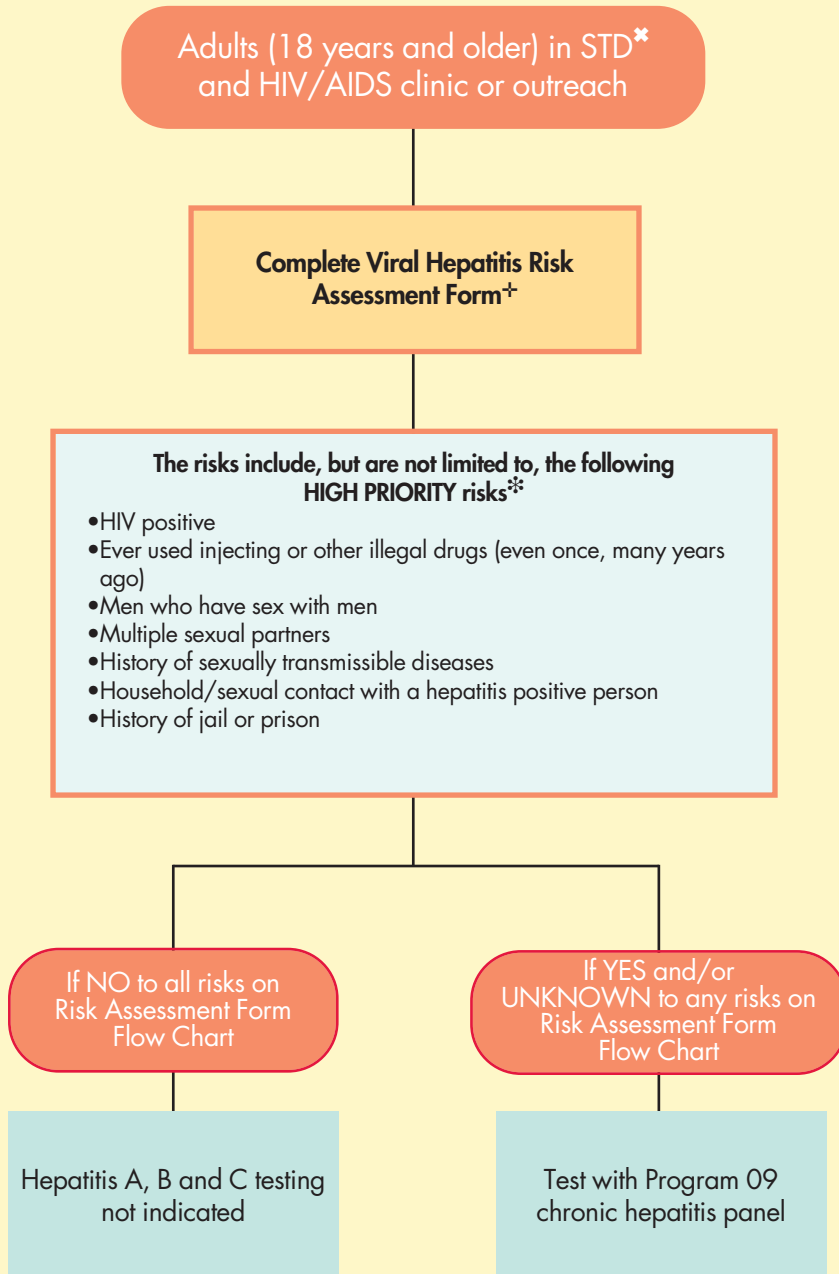 Adults (18 years and older) in STD✖
and HIV/AIDS clinic or outreach
Complete Viral Hepatitis Risk
Assessment Form✛
The risks include, but are not limited to, the following
HIGH PRIORITY risks✻
•HIV positive
•Ever used injecting or other illegal drugs (even once, many years
ago)
•Men who have sex with men
•Multiple sexual partners
•History of sexually transmissible diseases
•Household/sexual contact with a hepatitis positive person
•History of jail or prison
If NO to all risks on
Risk Assessment Form
Flow Chart
If YES and/or
UNKNOWN to any risks on
Risk Assessment Form
Flow Chart
Hepatitis A, B and C testing
not indicated
Test with Program 09
chronic hepatitis panel